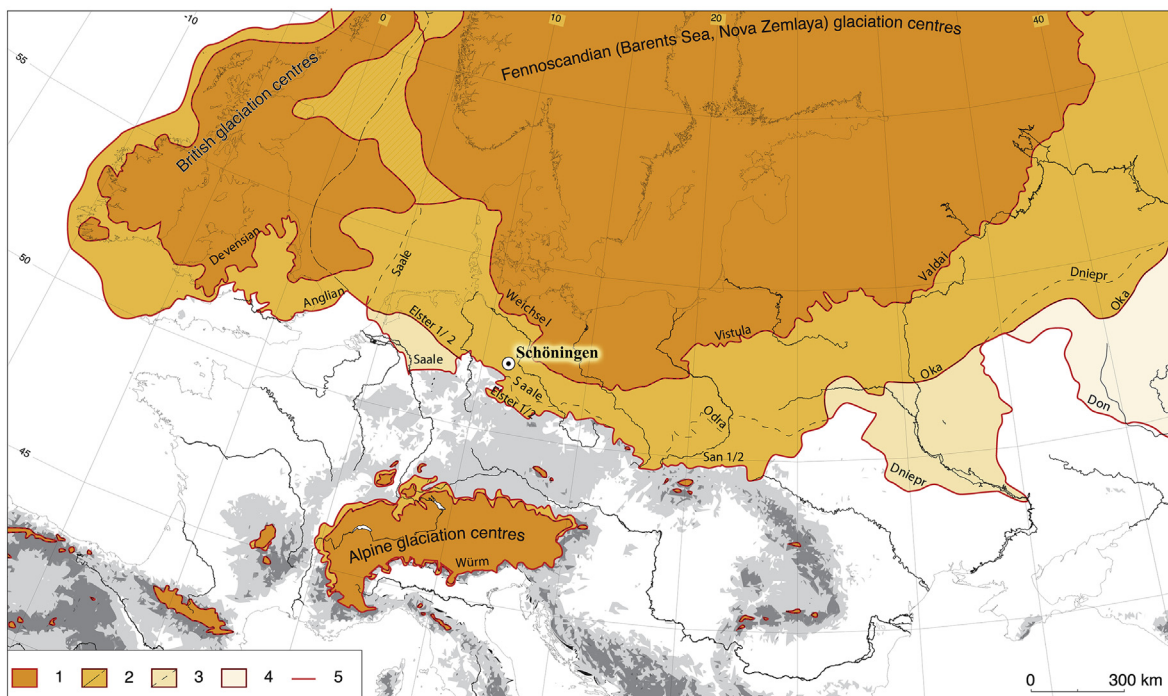 -10
0
10
20
40
55
50
45
Fennoscandian (Barents Sea, Nova Zemlaya) glaciation centres
British glaciation centres
Devensian
Anglian
Saale
Elster 1/ 2
Saale
Weichsel
Schöningen
Saale
Elster 1/2
Vistula
Valdai
Dniepr
Oka
Oka
Don
Odra
San 1/2
Dniepr
Alpine glaciation centres
Würm
1
2
3
4
5
0
300 km